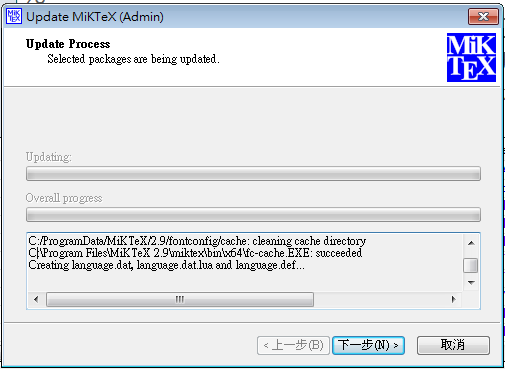 Update MiKTeX (Admin)
Update Process
Selected packages are being updated.
MiK
TEX
Updating:
Overall progress
C:/ProgramData/MiKTeX/2.9/fontconfig/cache: cleaning cache directory
C:\Program Files\MiKTeX 2.9\miktex\bin\x64\fc-cache.EXE: succeeded
Creating language.dat, language.dat.lua and language.def...
<上一步(B) 下一步(N)> 取消